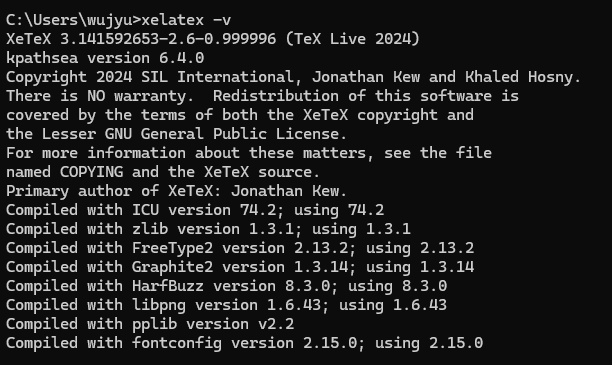 C:\Users\wujyu>xelatex -v
XeTeX 3.141592653-2.6-0.999996 (TeX Live 2024)
kpathsea version 6.4.0
Copyright 2024 SIL International, Jonathan Kew and Khaled Hosny.
There is NO warranty.  Redistribution of this software is
covered by the terms of both the XeTeX copyright and
the Lesser GNU General Public License.
For more information about these matters, see the file
named COPYING and the XeTeX source.
Primary author of XeTeX: Jonathan Kew.
Compiled with ICU version 74.2; using 74.2
Compiled with zlib version 1.3.1; using 1.3.1
Compiled with FreeType2 version 2.13.2; using 2.13.2
Compiled with Graphite2 version 1.3.14; using 1.3.14
Compiled with HarfBuzz version 8.3.0; using 8.3.0
Compiled with libpng version 1.6.43; using 1.6.43
Compiled with pplib version v2.2
Compiled with fontconfig version 2.15.0; using 2.15.0